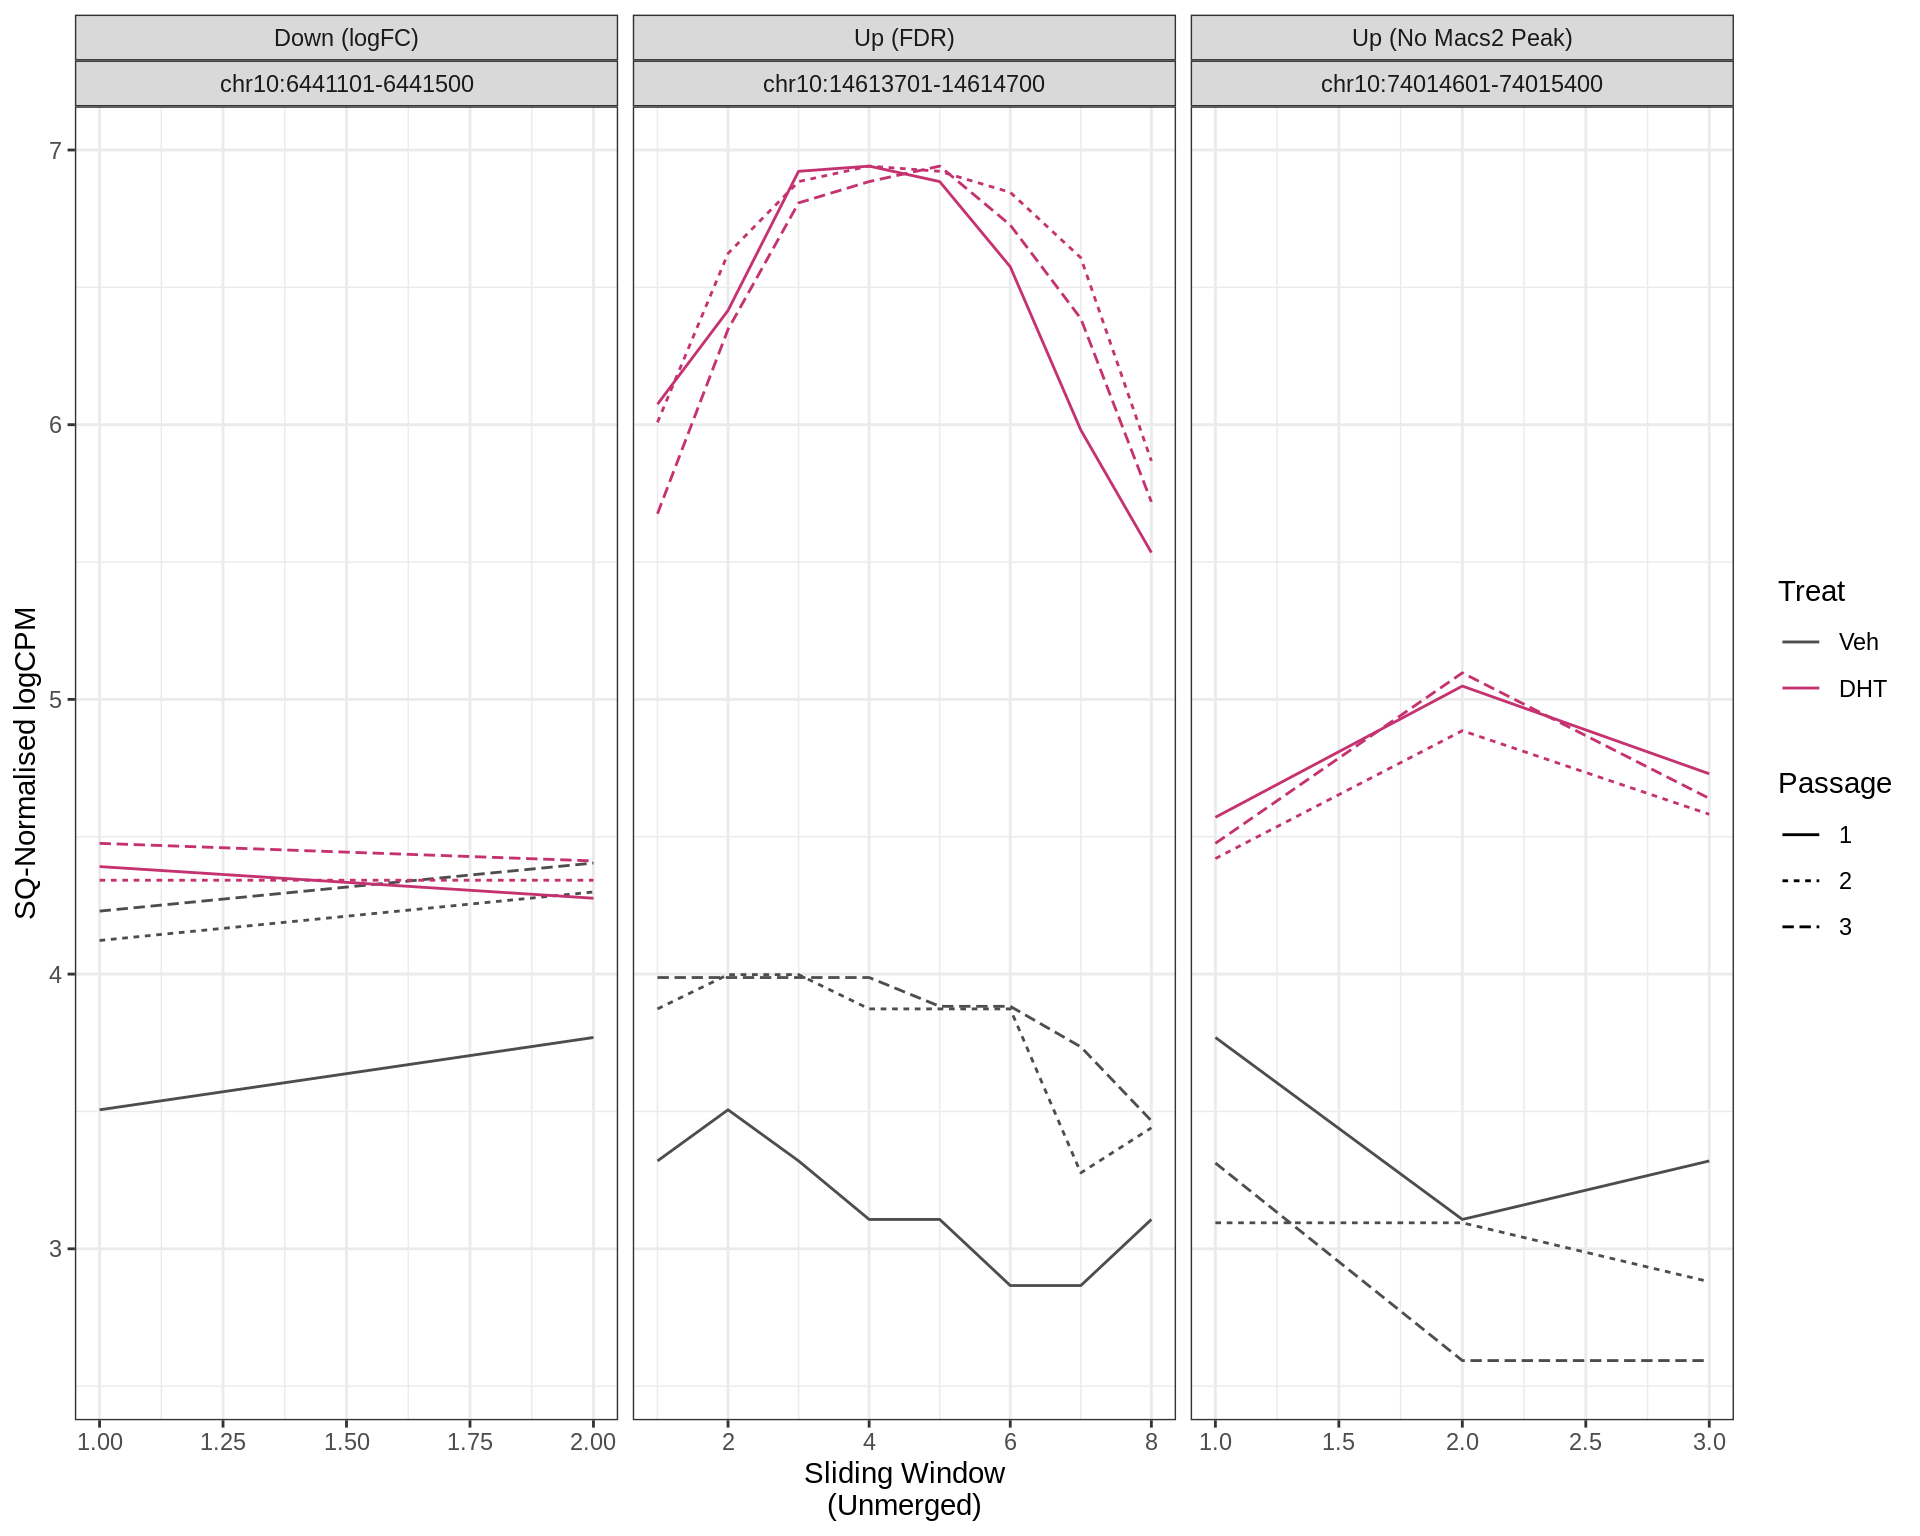 Down (logFC)
Up (FDR)
Up (No Macs2 Peak)
chr10:6441101-6441500
chr10:14613701-14614700
chr10:74014601-74015400
7
6
5
4
3
SQ-Normalised logCPM
1.00
1.25
1.50
1.75
2.00
2
4
6
8
1.0
1.5
2.0
2.5
3.0
Sliding Window
(Unmerged)
Treat
Veh
DHT
Passage
1
2
3